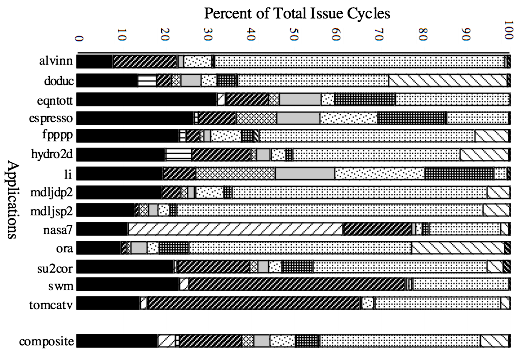 Percent of Total Issue Cycles
0 10 20 30 40 50 60 70 80 90 100
alvinn
doduc
eqntott
espresso
fpppp
hydro2d
li
mdljdp2
mdljsp2
nasa7
ora
su2cor
swm
tomcatv
composite
Applications